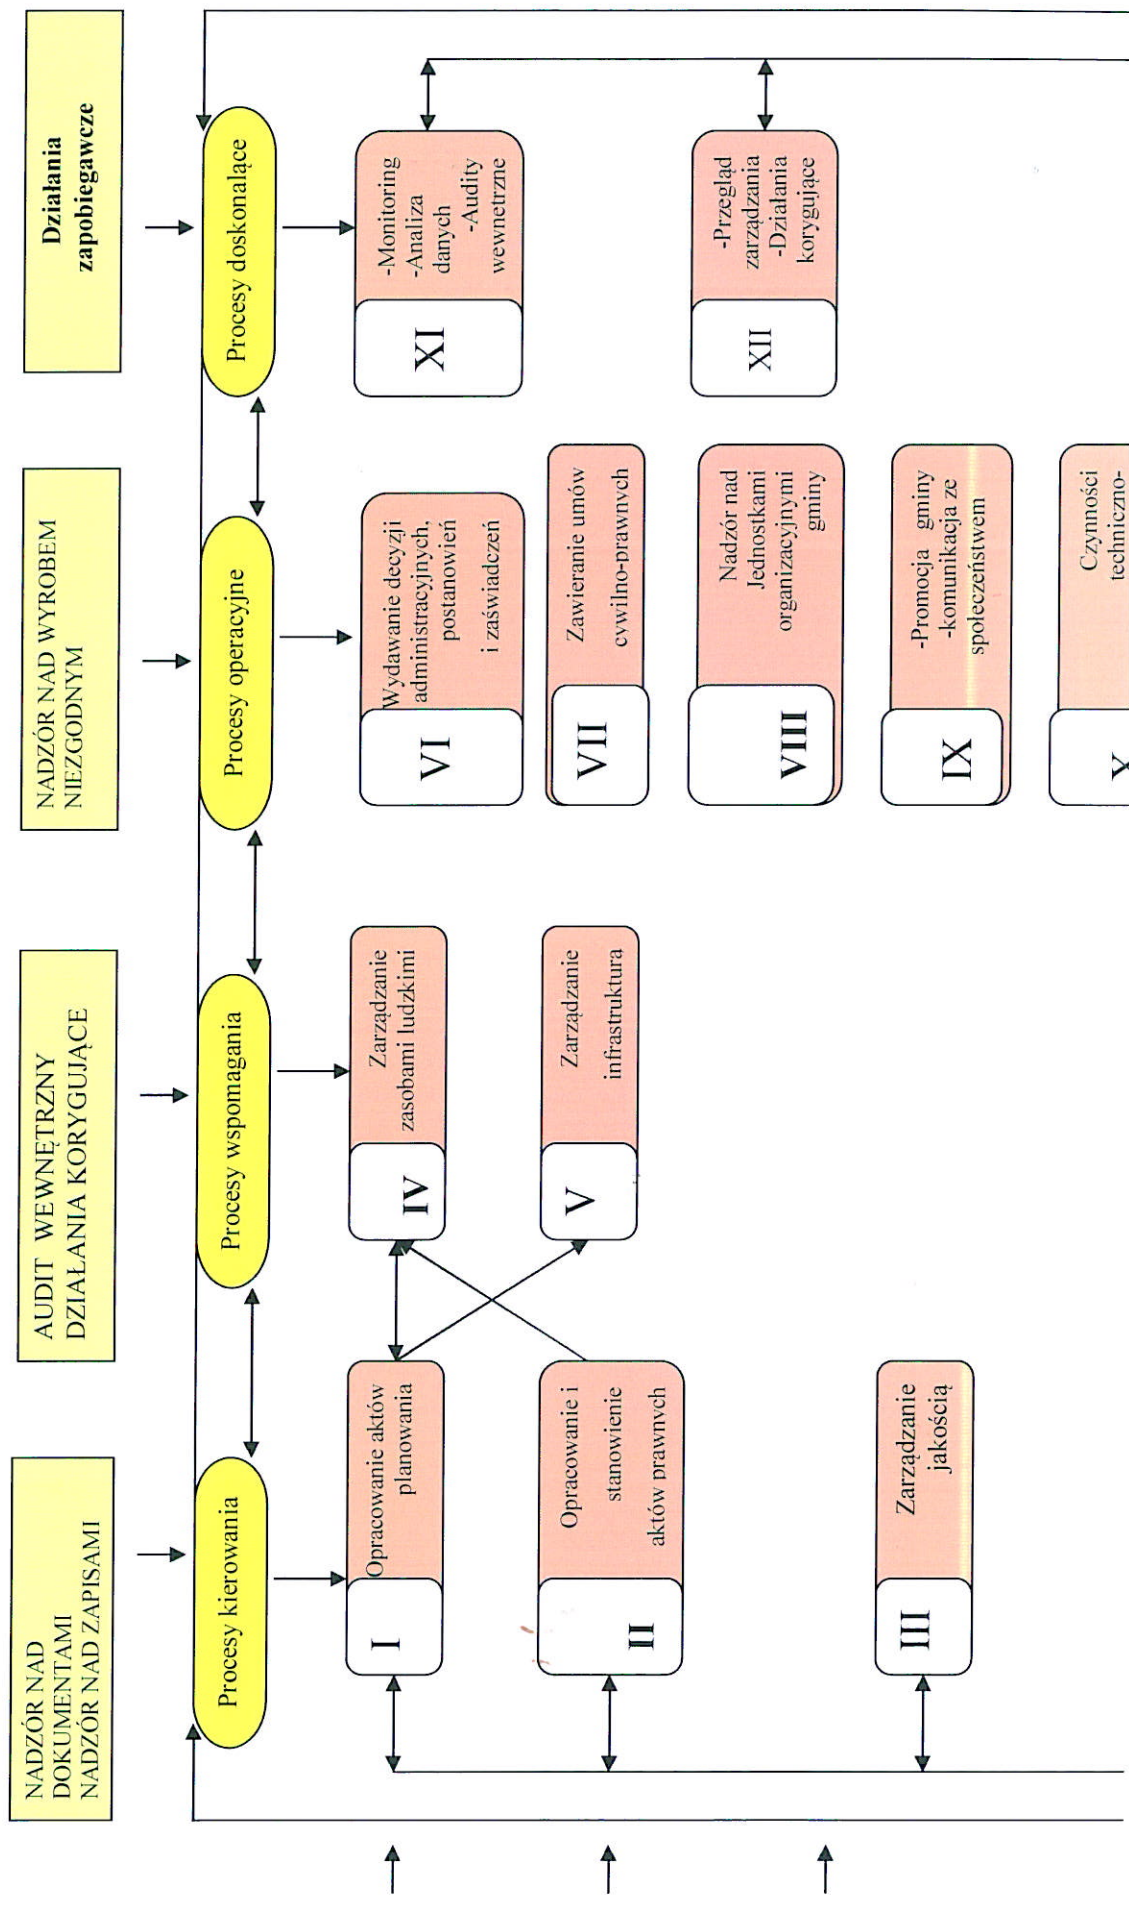 NADZÓR NAD
DOKUMENTAMI
NADZÓR NAD ZAPISAMI
AUDIT WEWNĘTRZNY
DZIAŁANIA KORYGUJĄCE
NADZÓR NAD WYROBEM
NIEZGODNYM
Działania
zapobiegawcze
Procesy kierowania
Procesy wspomagania
Procesy operacyjne
Procesy doskonalące
I
Opracowanie aktów
planowania
II
Opracowanie i
stanowienie
aktów prawnych
III
Zarządzanie
jakością
IV
Zarządzanie
zasobami ludzkimi
V
Zarządzanie
infrastruktura
VI
Wydawanie decyzji
administracyjnych,
postanowień
i zaświadczeń
VII
Zawieranie umów
cywilno-prawnych
VIII
Nadzór nad
Jednostkami
organizacyjnymi
gminy
IX
-Promocja gminy
-komunikacja ze
społeczeństwem
X
Czynności
techniczno-
XI
-Monitoring
-Analiza
danych
-Audity
wewnetrzne
XII
-Przegląd
zarządzania
-Działania
korygujące